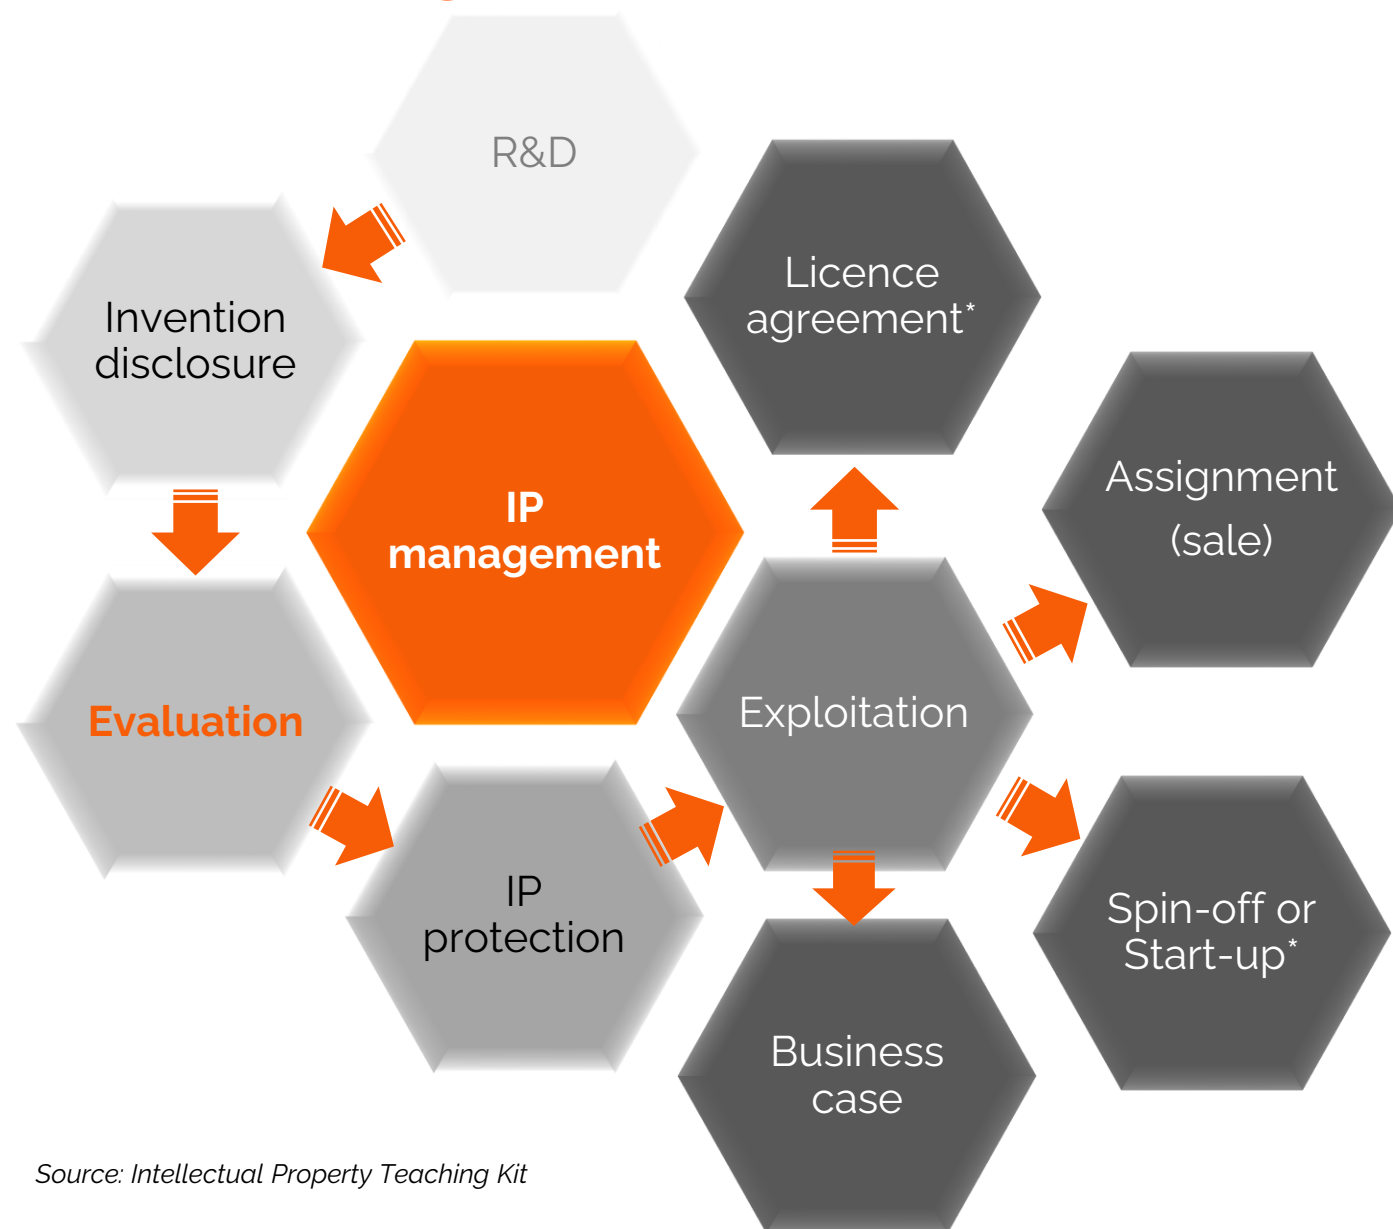 R&D
Invention
disclosure
Licence
agreement*
IP
management
Assignment
(sale)
Evaluation
Exploitation
IP
protection
Spin-off or
Start-up*
Business
case
Source: Intellectual Property Teaching Kit